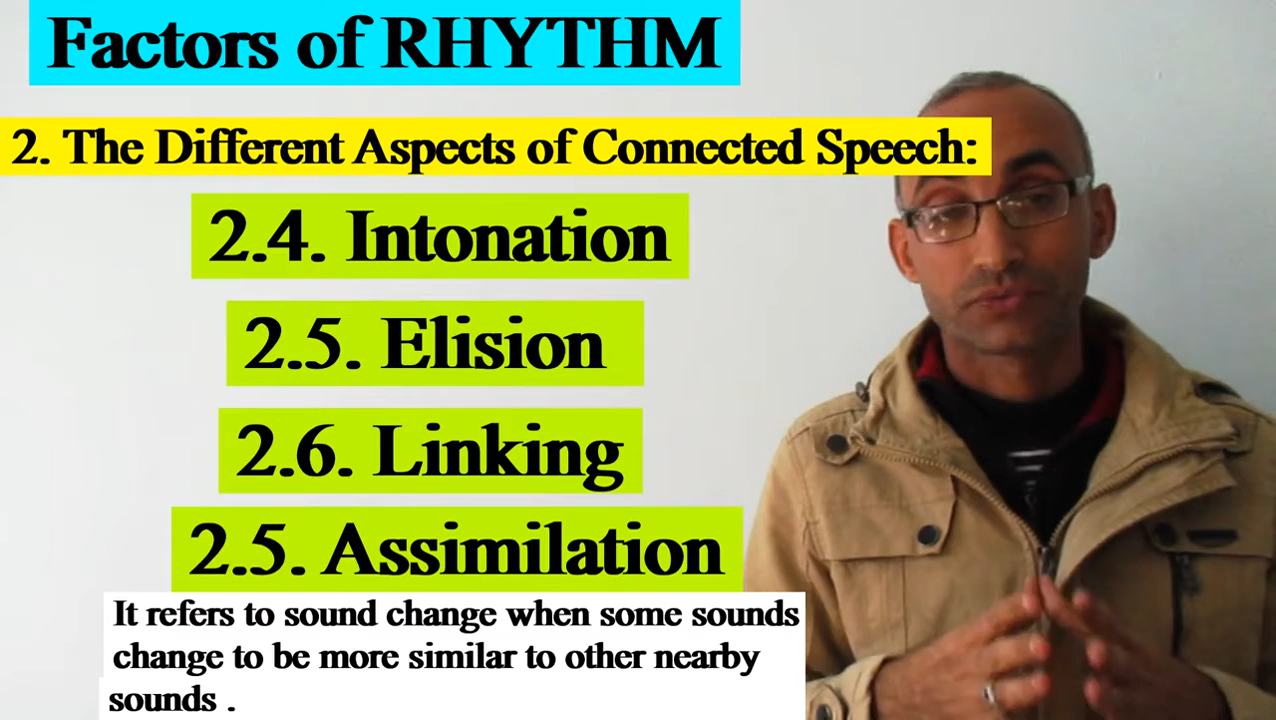 Factors of RHYTHM
2. The Different Aspects of Connected Speech:
2.4. Intonation
2.5. Elision
2.6. Linking
2.5. Assimilation
It refers to sound change when some sounds
change to be more similar to other nearby
sounds .